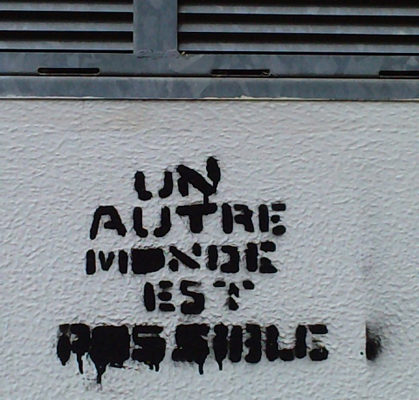 UN
AUTRE
MONDE
EST
POSSIBLE